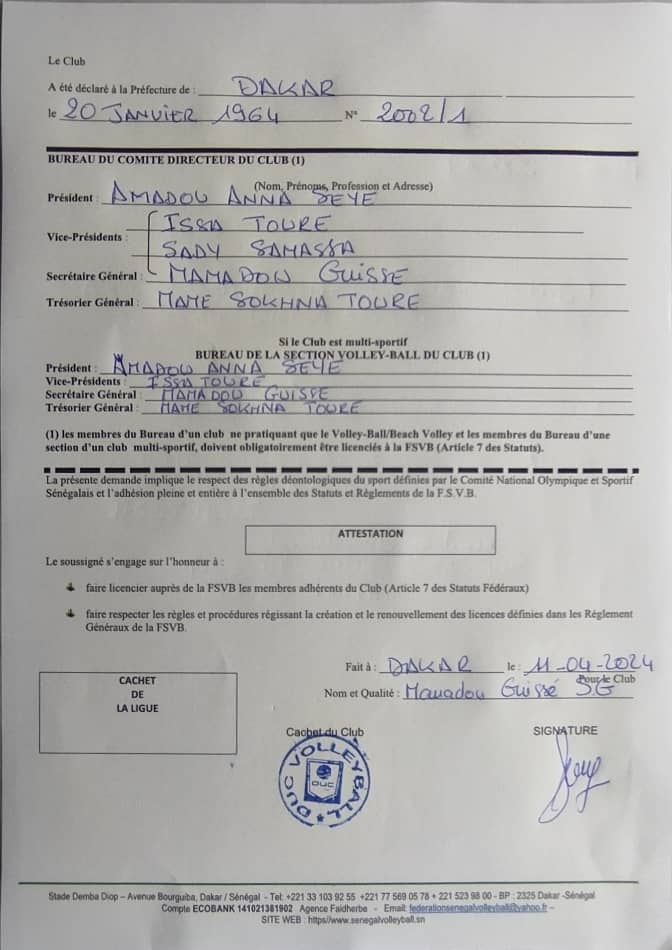 Le Club
A été déclaré à la Préfecture de : DAKAR
le 20 JANVIER 1964 N° 2002/1
BUREAU DU COMITE DIRECTEUR DU CLUB (1)
(Nom, Prénoms, Profession et Adresse)
Président : AMADOU ANNA SEYE
Vice-Présidents : ISSA TOURE
SADY SAMASSA
Secrétaire Général : MAMADOU GUISSE
Trésorier Général : MAME SOKHNA TOURE
Si le Club est multi-sportif
BUREAU DE LA SECTION VOLLEY-BALL DU CLUB (1)
Président : AMADOU ANNA SEYE
Vice-Présidents : ISSA TOURE
Secrétaire Général : MAMADOU GUISSE
Trésorier Général : MAME SOKHNA TOURE
(1) les membres du Bureau d'un club ne pratiquant que le Volley-Ball/Beach Volley et les membres du Bureau d'une
section d'un club multi-sportif, doivent obligatoirement être licenciés à la FSVB (Article 7 des Statuts).
La présente demande implique le respect des règles déontologiques du sport définies par le Comité National Olympique et Sportif
Sénégalais et l'adhésion pleine et entière à l'ensemble des Statuts et Règlements de la F.S.V.B.
ATTESTATION
Le soussigné s'engage sur l'honneur à :
faire licencier auprès de la FSVB les membres adhérents du Club (Article 7 des Statuts Fédéraux)
faire respecter les règles et procédures régissant la création et le renouvellement des licences définies dans les Règlement
Généraux de la FSVB.
Fait à : DAKAR le : 11-04-2024
Pour le Club
Nom et Qualité : Mamadou Guissé S.G
CACHET
DE
LA LIGUE
Cachet du Club
SIGNATURE
DUC VOLLEYBALL
DUC
Stade Demba Diop – Avenue Bourguiba, Dakar / Sénégal - Tel: +221 33 103 92 55 +221 77 569 05 78 + 221 523 98 00 - BP : 2325 Dakar -Sénégal
Compte ECOBANK 141021381902 Agence Faidherbe - Email: federationsenegalvolleyball@yahoo.fr –
SITE WEB : https//www.senegalvolleyball.sn